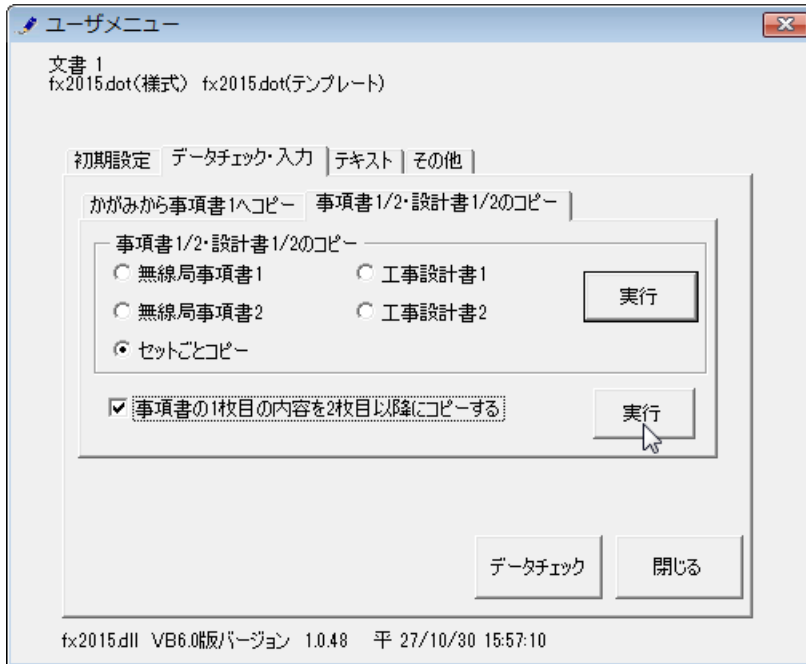 ユーザメニュー
文書 1
fx2015.dot(様式) fx2015.dot(テンプレート)
初期設定 データチェック・入力 テキスト その他
かがみから事項書1へコピー 事項書1/2・設計書1/2のコピー
事項書1/2・設計書1/2のコピー
無線局事項書1 工事設計書1
実行
無線局事項書2 工事設計書2
セットごとコピー
事項書の1枚目の内容を2枚目以降にコピーする 実行
データチェック 閉じる
fx2015.dll VB6.0版バージョン 1.0.48 平 27/10/30 15:57:10